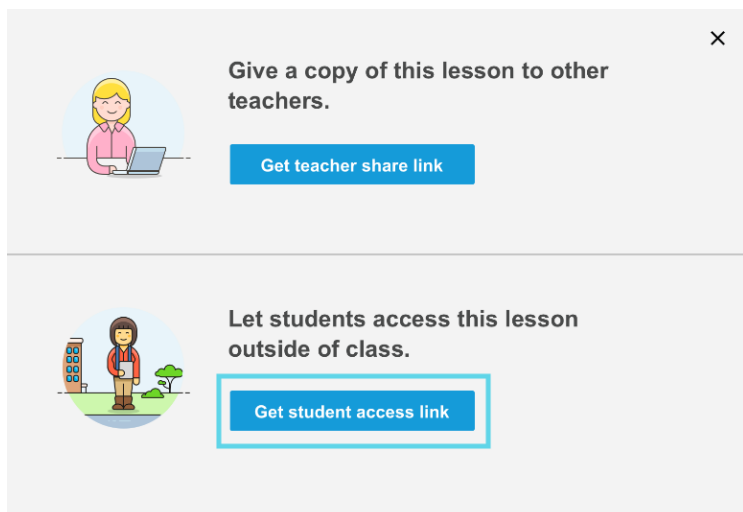 Give a copy of this lesson to other
teachers.
Get teacher share link
Let students access this lesson
outside of class.
Get student access link